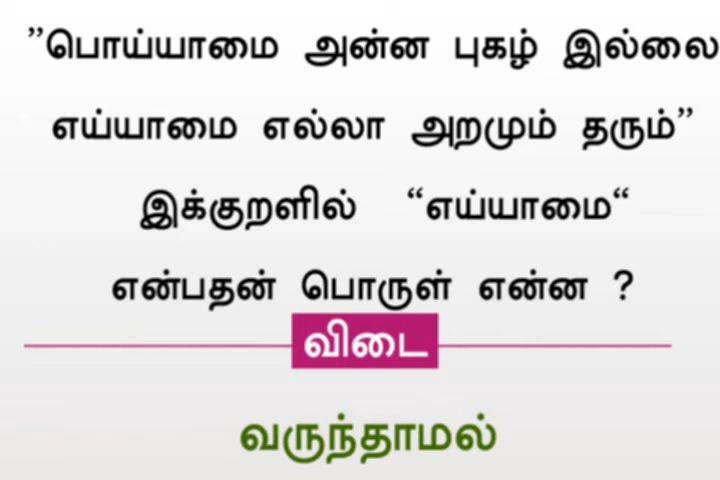 ”பொய்யாமை அன்ன புகழ் இல்லை
எய்யாமை எல்லா அறமும் தரும்”
இக்குறளில் “எய்யாமை“
என்பதன் பொருள் என்ன ?
விடை
வருந்தாமல்